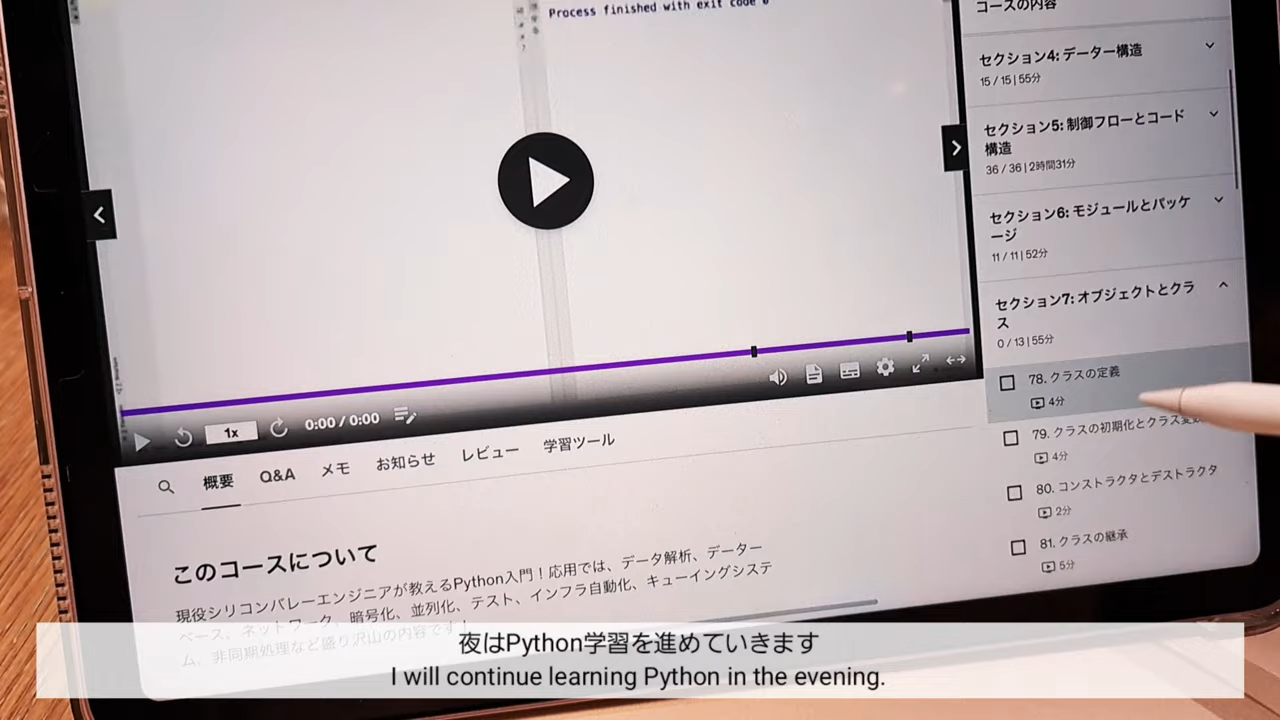 Process finished with exit code 0
コースの内容
セクション4: データー構造
15 / 15 | 55分
セクション5: 制御フローとコード
構造
36 / 36 | 2時間31分
セクション6: モジュールとパッケ
ージ
11 / 11 | 52分
セクション7: オブジェクトとクラ
ス
0 / 13 | 55分
78. クラスの定義
4分
79. クラスの初期化とクラス変数
4分
80. コンストラクタとデストラクタ
2分
81. クラスの継承
5分
1x
0:00 / 0:00
概要 Q&A メモ お知らせ レビュー 学習ツール
このコースについて
現役シリコンバレーエンジニアが教えるPython入門！応用では、データ解析、データー
ベース、ネットワーク、暗号化、並列化、テスト、インフラ自動化、キューイングシステ
ム、非同期処理など盛り沢山の内容です！
夜はPython学習を進めていきます
I will continue learning Python in the evening.